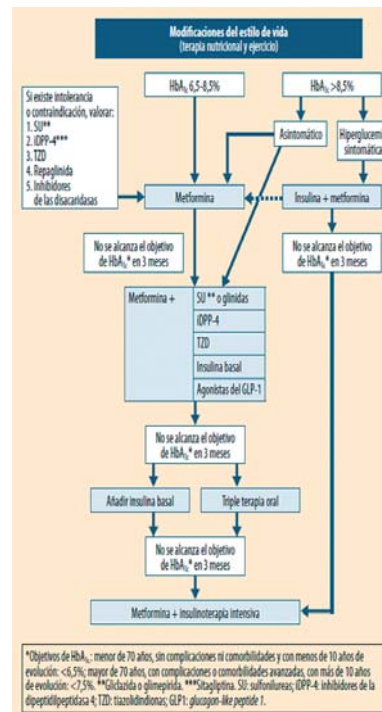 Modificaciones del estilo de vida
(terapia nutricional y ejercicio)
HbA1c 6,5-8,5%
HbA1c >8,5%
Si existe intolerancia
o contraindicación, valorar:
1. SU**
2. iDPP-4***
3. TZD
4. Repaglinida
5. Inhibidores
de las disacaridasas
Asintomático
Hiperglucemia
sintomática
Metformina
Insulina + metformina
No se alcanza el objetivo
de HbA1c* en 3 meses
No se alcanza el objetivo
de HbA1c* en 3 meses
Metformina +
SU ** o glinidas
iDPP-4
TZD
Insulina basal
Agonistas del GLP-1
No se alcanza el objetivo
de HbA1c* en 3 meses
Añadir insulina basal
Triple terapia oral
No se alcanza el objetivo
de HbA1c* en 3 meses
Metformina + insulinoterapia intensiva
*Objetivos de HbA1c: menor de 70 años, sin complicaciones ni comorbilidades y con menos de 10 años de
evolución: <6,5%; mayor de 70 años, con complicaciones o comorbilidades avanzadas, con más de 10 años
de evolución: <7,5%. **Gliclazida o glimepirida. ***Sitagliptina. SU: sulfonilureas; iDPP-4: inhibidores de la
dipeptidilpeptidasa 4; TZD: tiazolidindionas; GLP1: glucagon-like peptide 1.